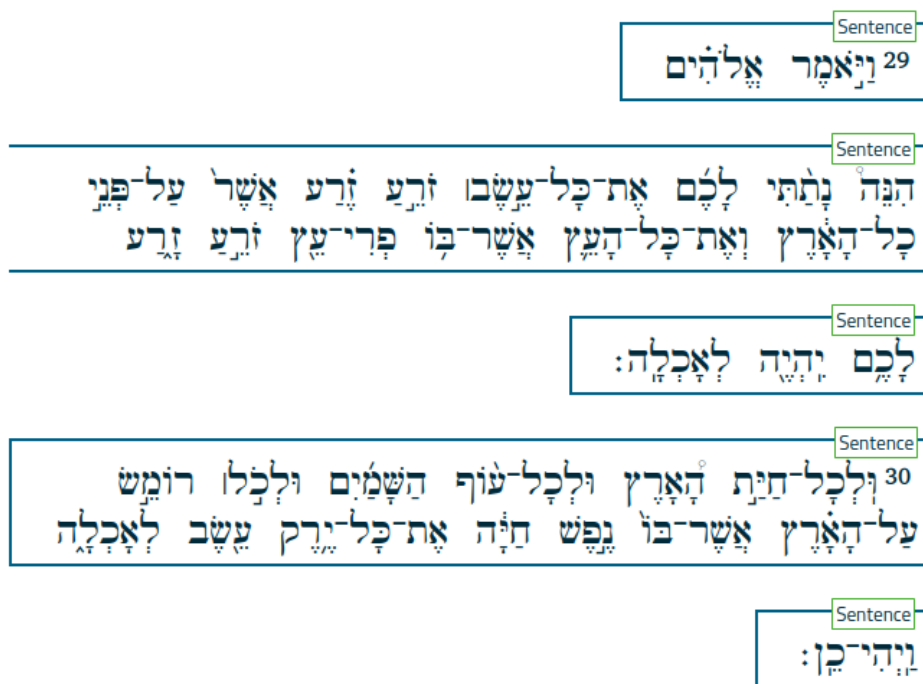 Sentence
29 וַיֹּ֣אמֶר אֱלֹהִ֗ים
Sentence
הִנֵּה֩ נָתַ֨תִּי לָכֶ֜ם אֶת־כָּל־עֵ֣שֶׂב׀ זֹרֵ֣עַ זֶ֗רַע אֲשֶׁר֙ עַל־פְּנֵ֣י
כָל־הָאָ֔רֶץ וְאֶת־כָּל־הָעֵ֛ץ אֲשֶׁר־בּ֥וֹ פְרִי־עֵ֖ץ זֹרֵ֣עַ זָ֑רַע
Sentence
לָכֶ֥ם יִֽהְיֶ֖ה לְאָכְלָֽה׃
Sentence
30 וּֽלְכָל־חַיַּ֣ת הָ֠אָרֶץ וּלְכָל־ע֨וֹף הַשָּׁמַ֜יִם וּלְכֹ֣ל׀ רוֹמֵ֣שׂ
עַל־הָאָ֗רֶץ אֲשֶׁר־בּוֹ֙ נֶ֣פֶשׁ חַיָּ֔ה אֶת־כָּל־יֶ֥רֶק עֵ֖שֶׂב לְאָכְלָ֑ה
Sentence
וַֽיְהִי־כֵֽן׃